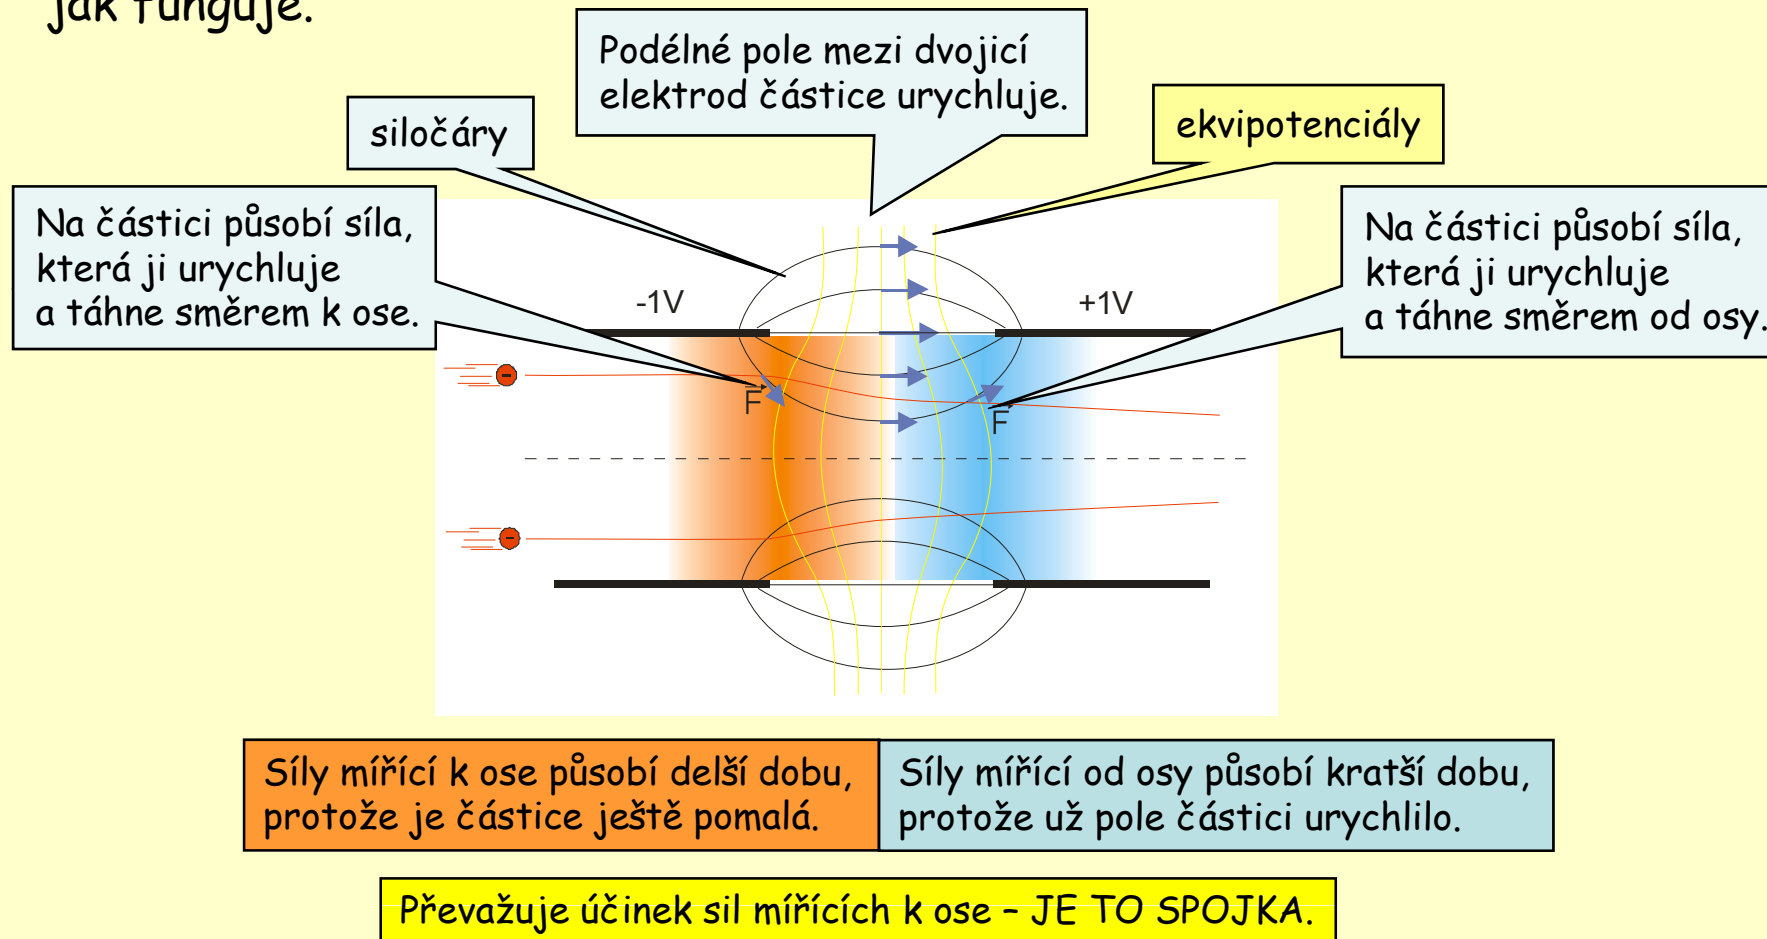 jak funguje.
Podélné pole mezi dvojicí
elektrod částice urychluje.
siločáry
ekvipotenciály
Na částici působí síla,
která ji urychluje
a táhne směrem k ose.
Na částici působí síla,
která ji urychluje
a táhne směrem od osy.
-1V
+1V
F
F
Síly mířící k ose působí delší dobu,
protože je částice ještě pomalá.
Síly mířící od osy působí kratší dobu,
protože už pole částici urychlilo.
Převažuje účinek sil mířících k ose – JE TO SPOJKA.